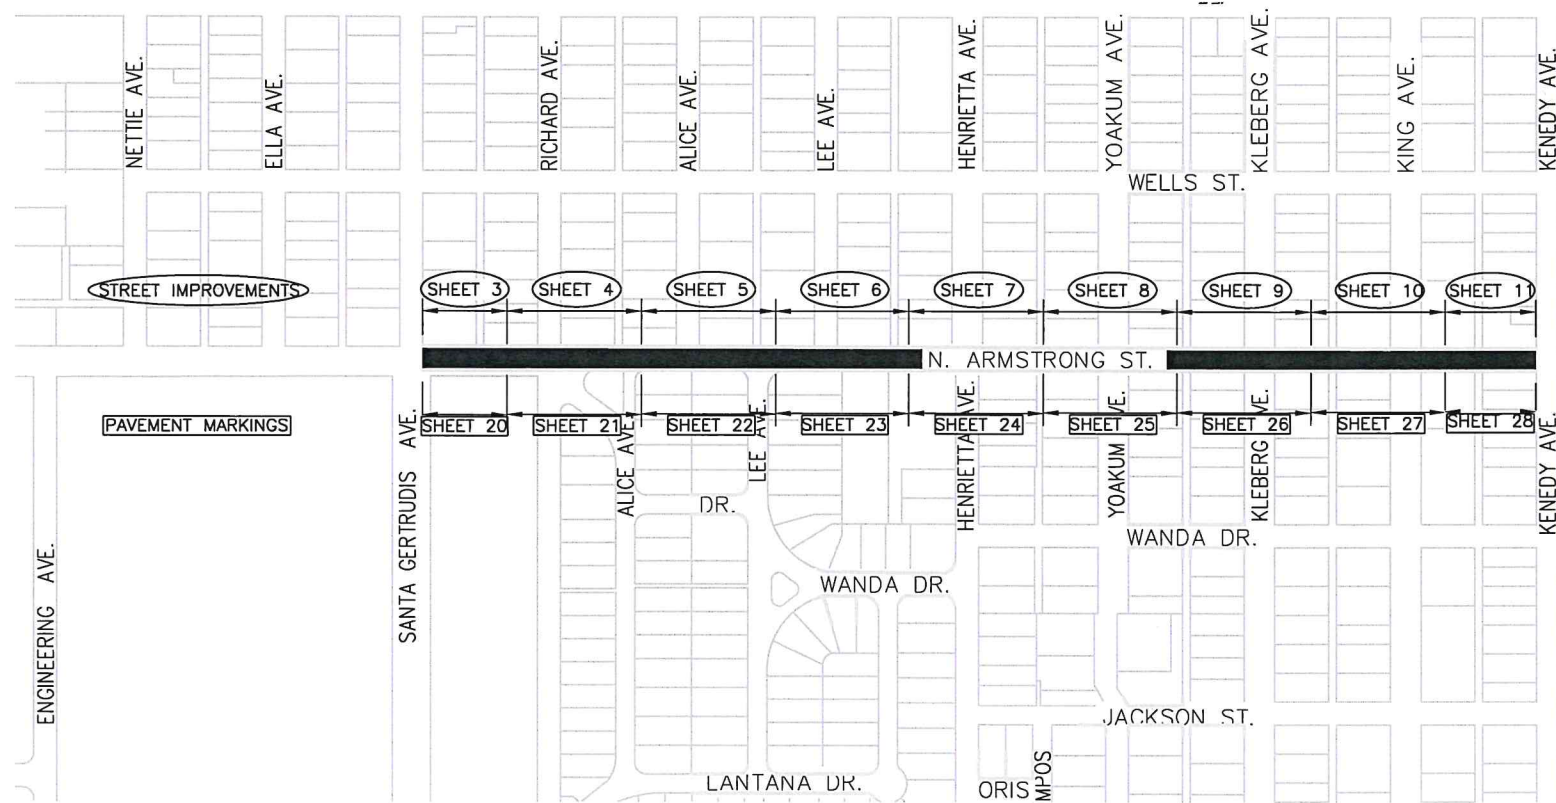 NETTIE AVE.
ELLA AVE.
RICHARD AVE.
ALICE AVE.
LEE AVE.
HENRIETTA AVE.
YOAKUM AVE.
KLEBERG AVE.
KING AVE.
KENEDY AVE.
WELLS ST.
STREET IMPROVEMENTS
SHEET 3
SHEET 4
SHEET 5
SHEET 6
SHEET 7
SHEET 8
SHEET 9
SHEET 10
SHEET 11
N. ARMSTRONG ST.
PAVEMENT MARKINGS
SHEET 20
SHEET 21
SHEET 22
SHEET 23
SHEET 24
SHEET 25
SHEET 26
SHEET 27
SHEET 28
ENGINEERING AVE.
SANTA GERTRUDIS AVE.
ALICE AVE.
LEE AVE.
HENRIETTA AVE.
YOAKUM VE.
KLEBERG VE.
KENEDY AVE.
DR.
WANDA DR.
WANDA DR.
JACKSON ST.
LANTANA DR.
ORIS
MPOS